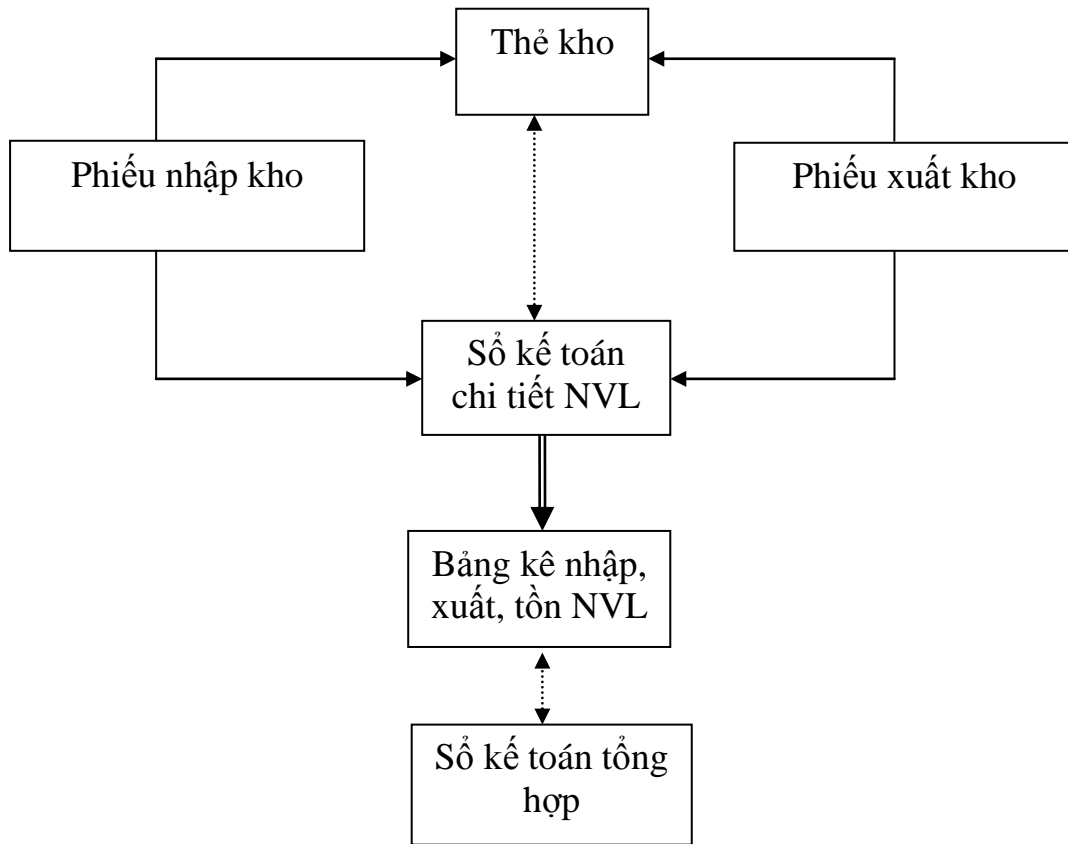 Thẻ kho
Phiếu nhập kho
Phiếu xuất kho
Sổ kế toán
chi tiết NVL
Bảng kê nhập,
xuất, tồn NVL
Sổ kế toán tổng
hợp